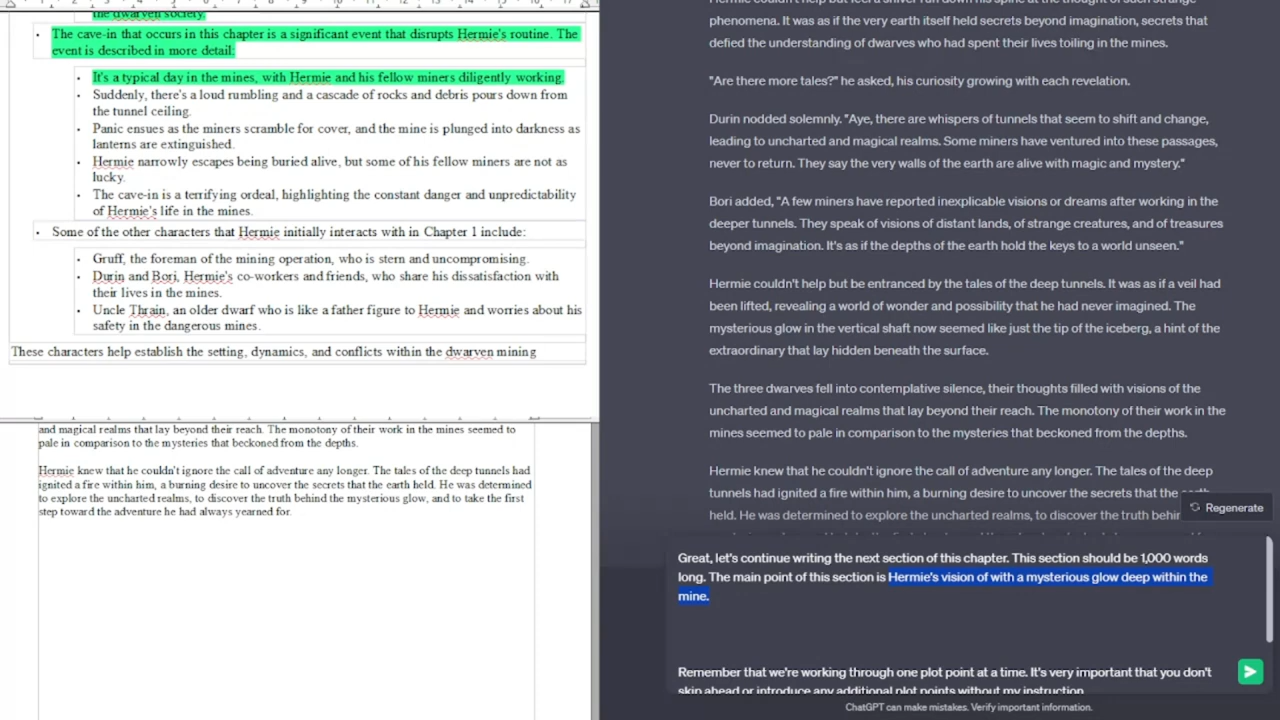 the dwarven society.
• The cave-in that occurs in this chapter is a significant event that disrupts Hermie's routine. The
event is described in more detail:
• It's a typical day in the mines, with Hermie and his fellow miners diligently working.
• Suddenly, there's a loud rumbling and a cascade of rocks and debris pours down from
the tunnel ceiling.
• Panic ensues as the miners scramble for cover, and the mine is plunged into darkness as
lanterns are extinguished.
• Hermie narrowly escapes being buried alive, but some of his fellow miners are not as
lucky.
• The cave-in is a terrifying ordeal, highlighting the constant danger and unpredictability
of Hermie's life in the mines.
• Some of the other characters that Hermie initially interacts with in Chapter 1 include:
• Gruff, the foreman of the mining operation, who is stern and uncompromising.
• Durin and Bori, Hermie's co-workers and friends, who share his dissatisfaction with
their lives in the mines.
• Uncle Thrain, an older dwarf who is like a father figure to Hermie and worries about his
safety in the dangerous mines.
These characters help establish the setting, dynamics, and conflicts within the dwarven mining
and magical realms that lay beyond their reach. The monotony of their work in the mines seemed to
pale in comparison to the mysteries that beckoned from the depths.
Hermie knew that he couldn't ignore the call of adventure any longer. The tales of the deep tunnels had
ignited a fire within him, a burning desire to uncover the secrets that the earth held. He was determined
to explore the uncharted realms, to discover the truth behind the mysterious glow, and to take the first
step toward the adventure he had always yearned for.
Hermie couldn't help but feel a shiver run down his spine at the thought of such strange
phenomena. It was as if the very earth itself held secrets beyond imagination, secrets that
defied the understanding of dwarves who had spent their lives toiling in the mines.
"Are there more tales?" he asked, his curiosity growing with each revelation.
Durin nodded solemnly. "Aye, there are whispers of tunnels that seem to shift and change,
leading to uncharted and magical realms. Some miners have ventured into these passages,
never to return. They say the very walls of the earth are alive with magic and mystery."
Bori added, "A few miners have reported inexplicable visions or dreams after working in the
deeper tunnels. They speak of visions of distant lands, of strange creatures, and of treasures
beyond imagination. It's as if the depths of the earth hold the keys to a world unseen."
Hermie couldn't help but be entranced by the tales of the deep tunnels. It was as if a veil had
been lifted, revealing a world of wonder and possibility that he had never imagined. The
mysterious glow in the vertical shaft now seemed like just the tip of the iceberg, a hint of the
extraordinary that lay hidden beneath the surface.
The three dwarves fell into contemplative silence, their thoughts filled with visions of the
uncharted and magical realms that lay beyond their reach. The monotony of their work in the
mines seemed to pale in comparison to the mysteries that beckoned from the depths.
Hermie knew that he couldn't ignore the call of adventure any longer. The tales of the deep
tunnels had ignited a fire within him, a burning desire to uncover the secrets that the earth
held. He was determined to explore the uncharted realms, to discover the truth behin
Regenerate
Great, let's continue writing the next section of this chapter. This section should be 1,000 words
long. The main point of this section is Hermie's vision of with a mysterious glow deep within the
mine.
Remember that we're working through one plot point at a time. It's very important that you don't
skip ahead or introduce any additional plot points without my instruction.
ChatGPT can make mistakes. Verify important information.